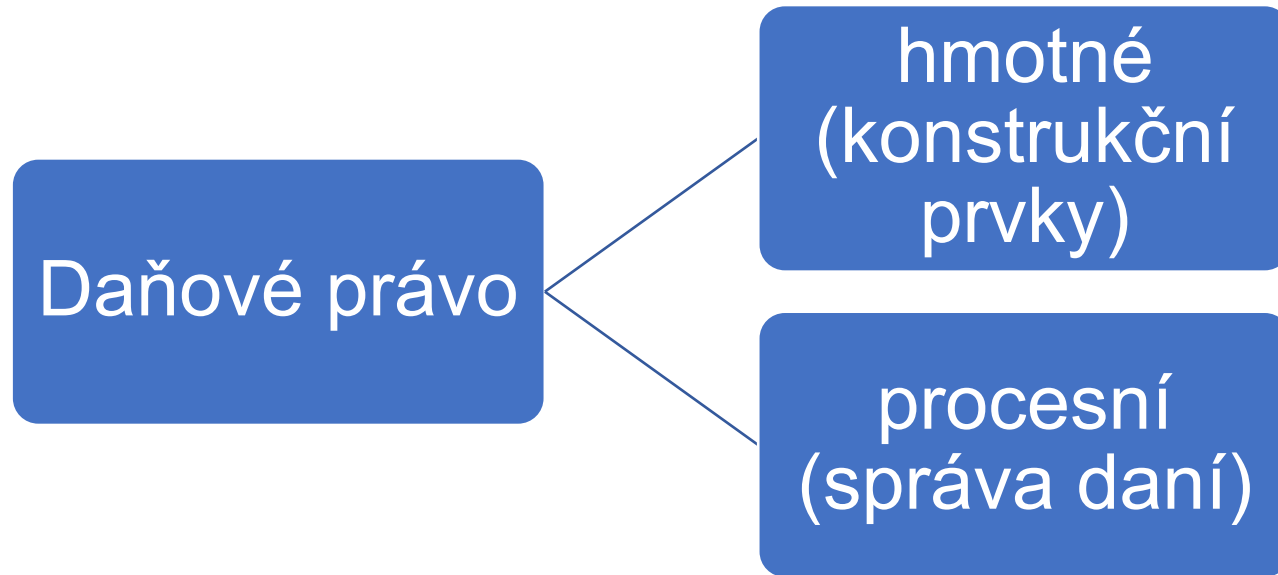 Daňové právo
hmotné
(konstrukční
prvky)
procesní
(správa daní)